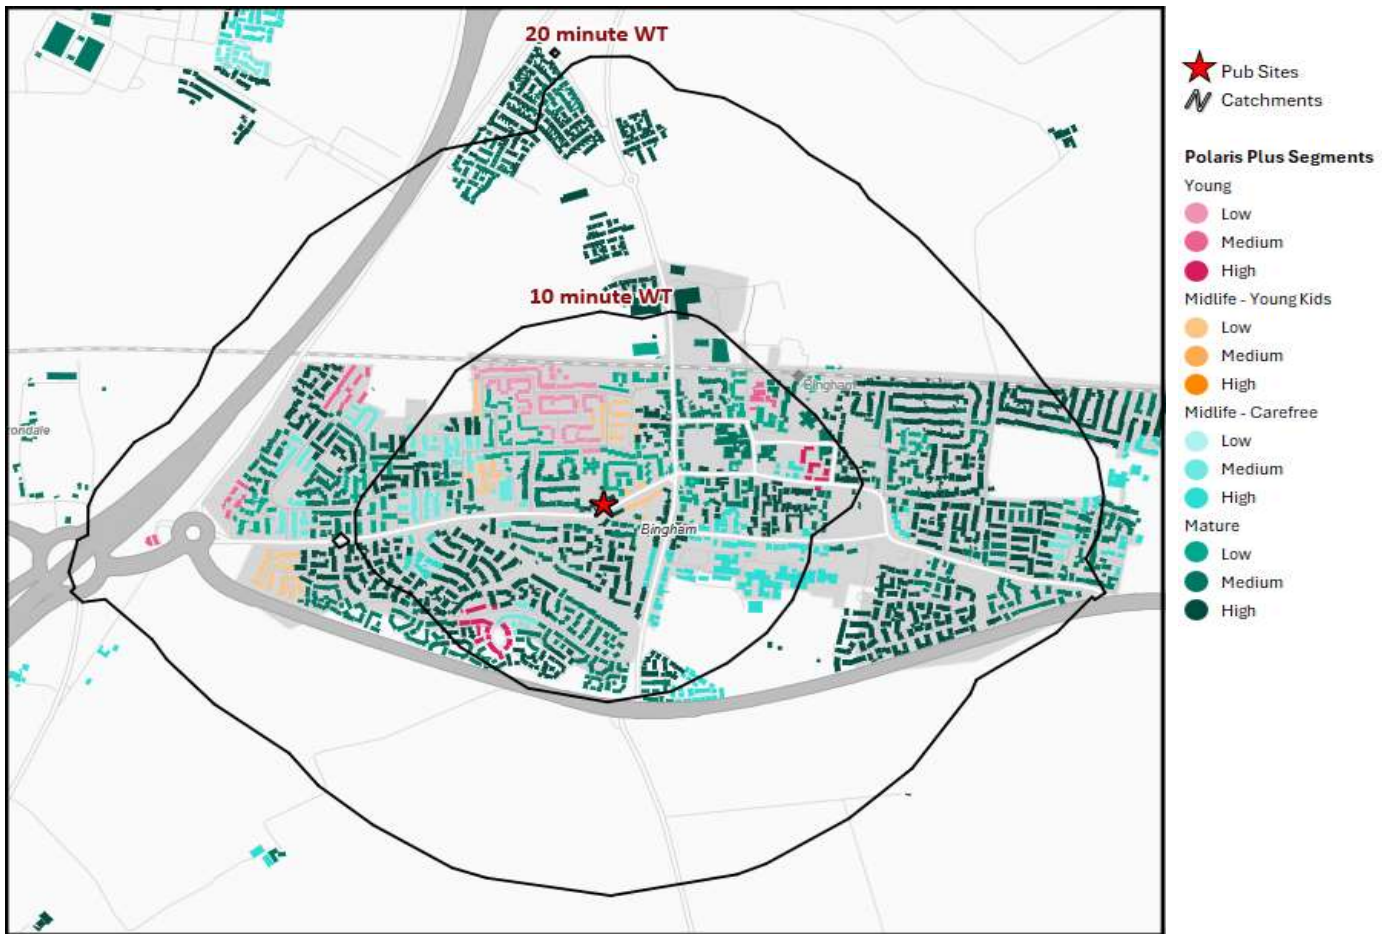 20 minute WT
10 minute WT
Bingham
Bingham
Pub Sites
Catchments
Polaris Plus Segments
Young
Low
Medium
High
Midlife - Young Kids
Low
Medium
High
Midlife - Carefree
Low
Medium
High
Mature
Low
Medium
High